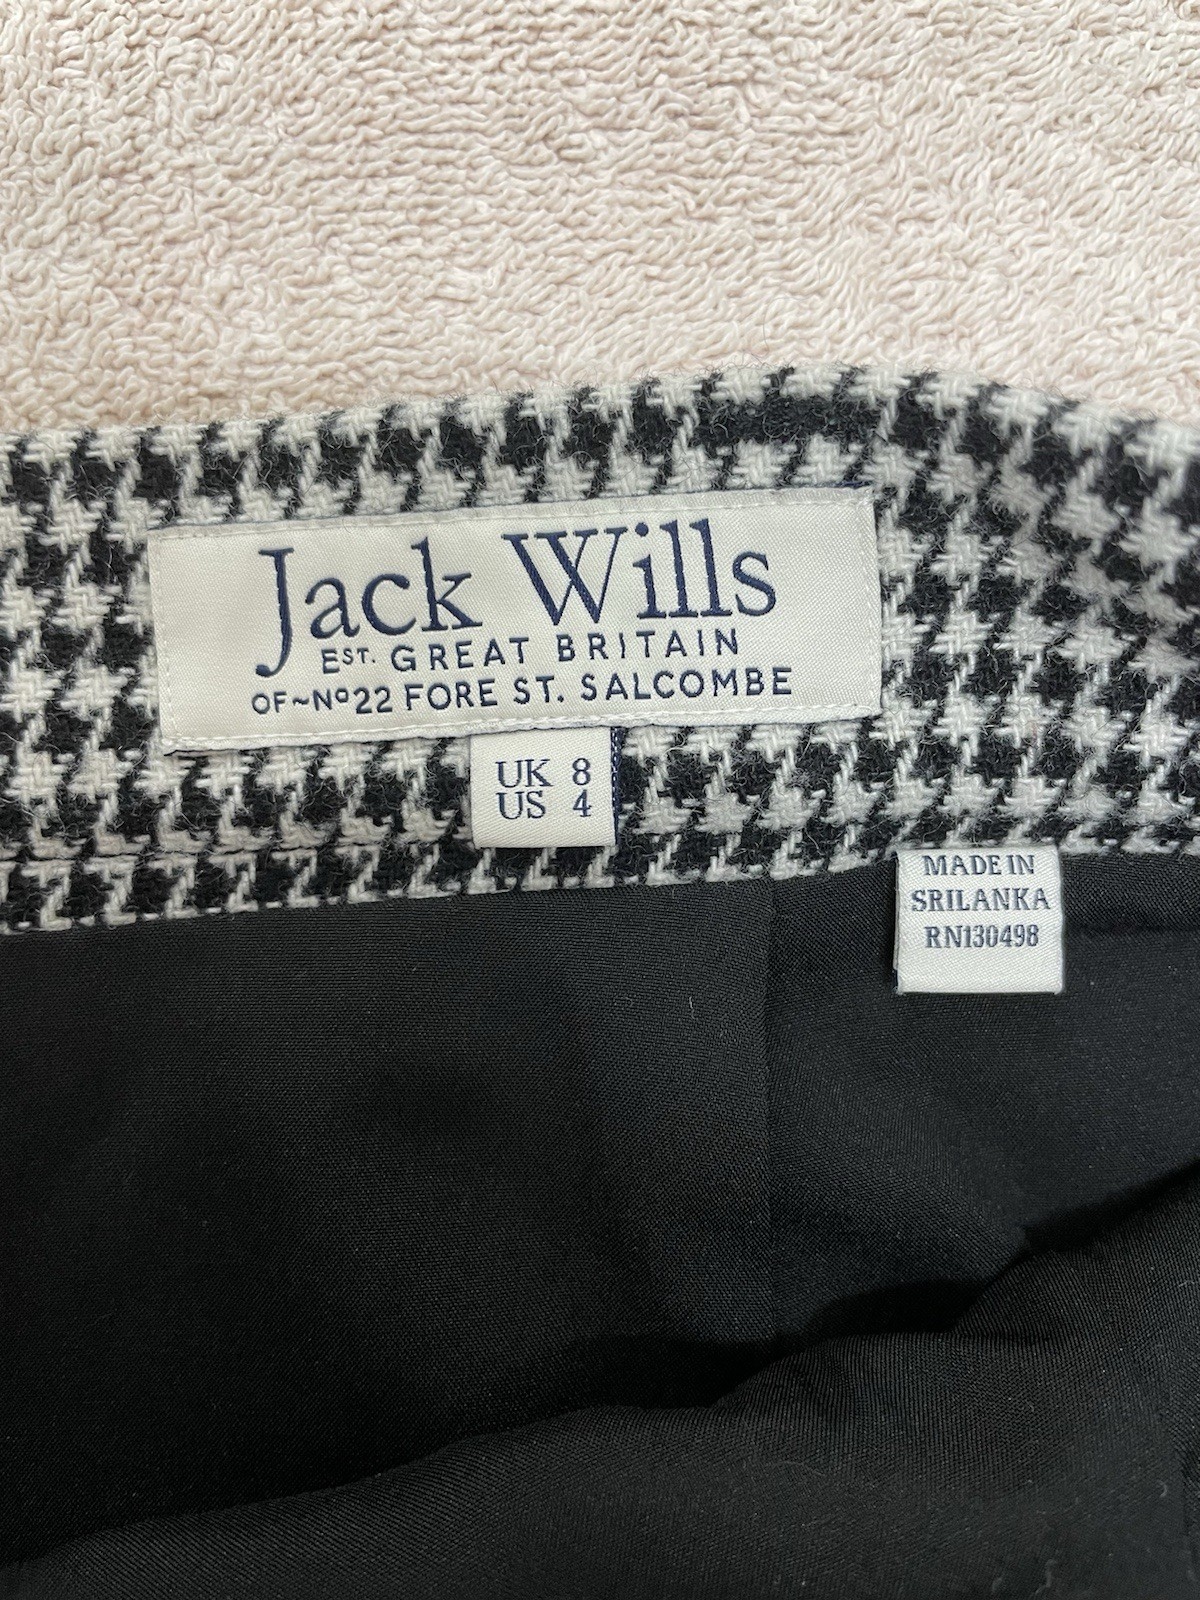 Jack Wills
EST. GREAT BRITAIN
OF~Nº22 FORE ST. SALCOMBE
UK 8
US 4
MADE IN
SRILANKA
RN130498